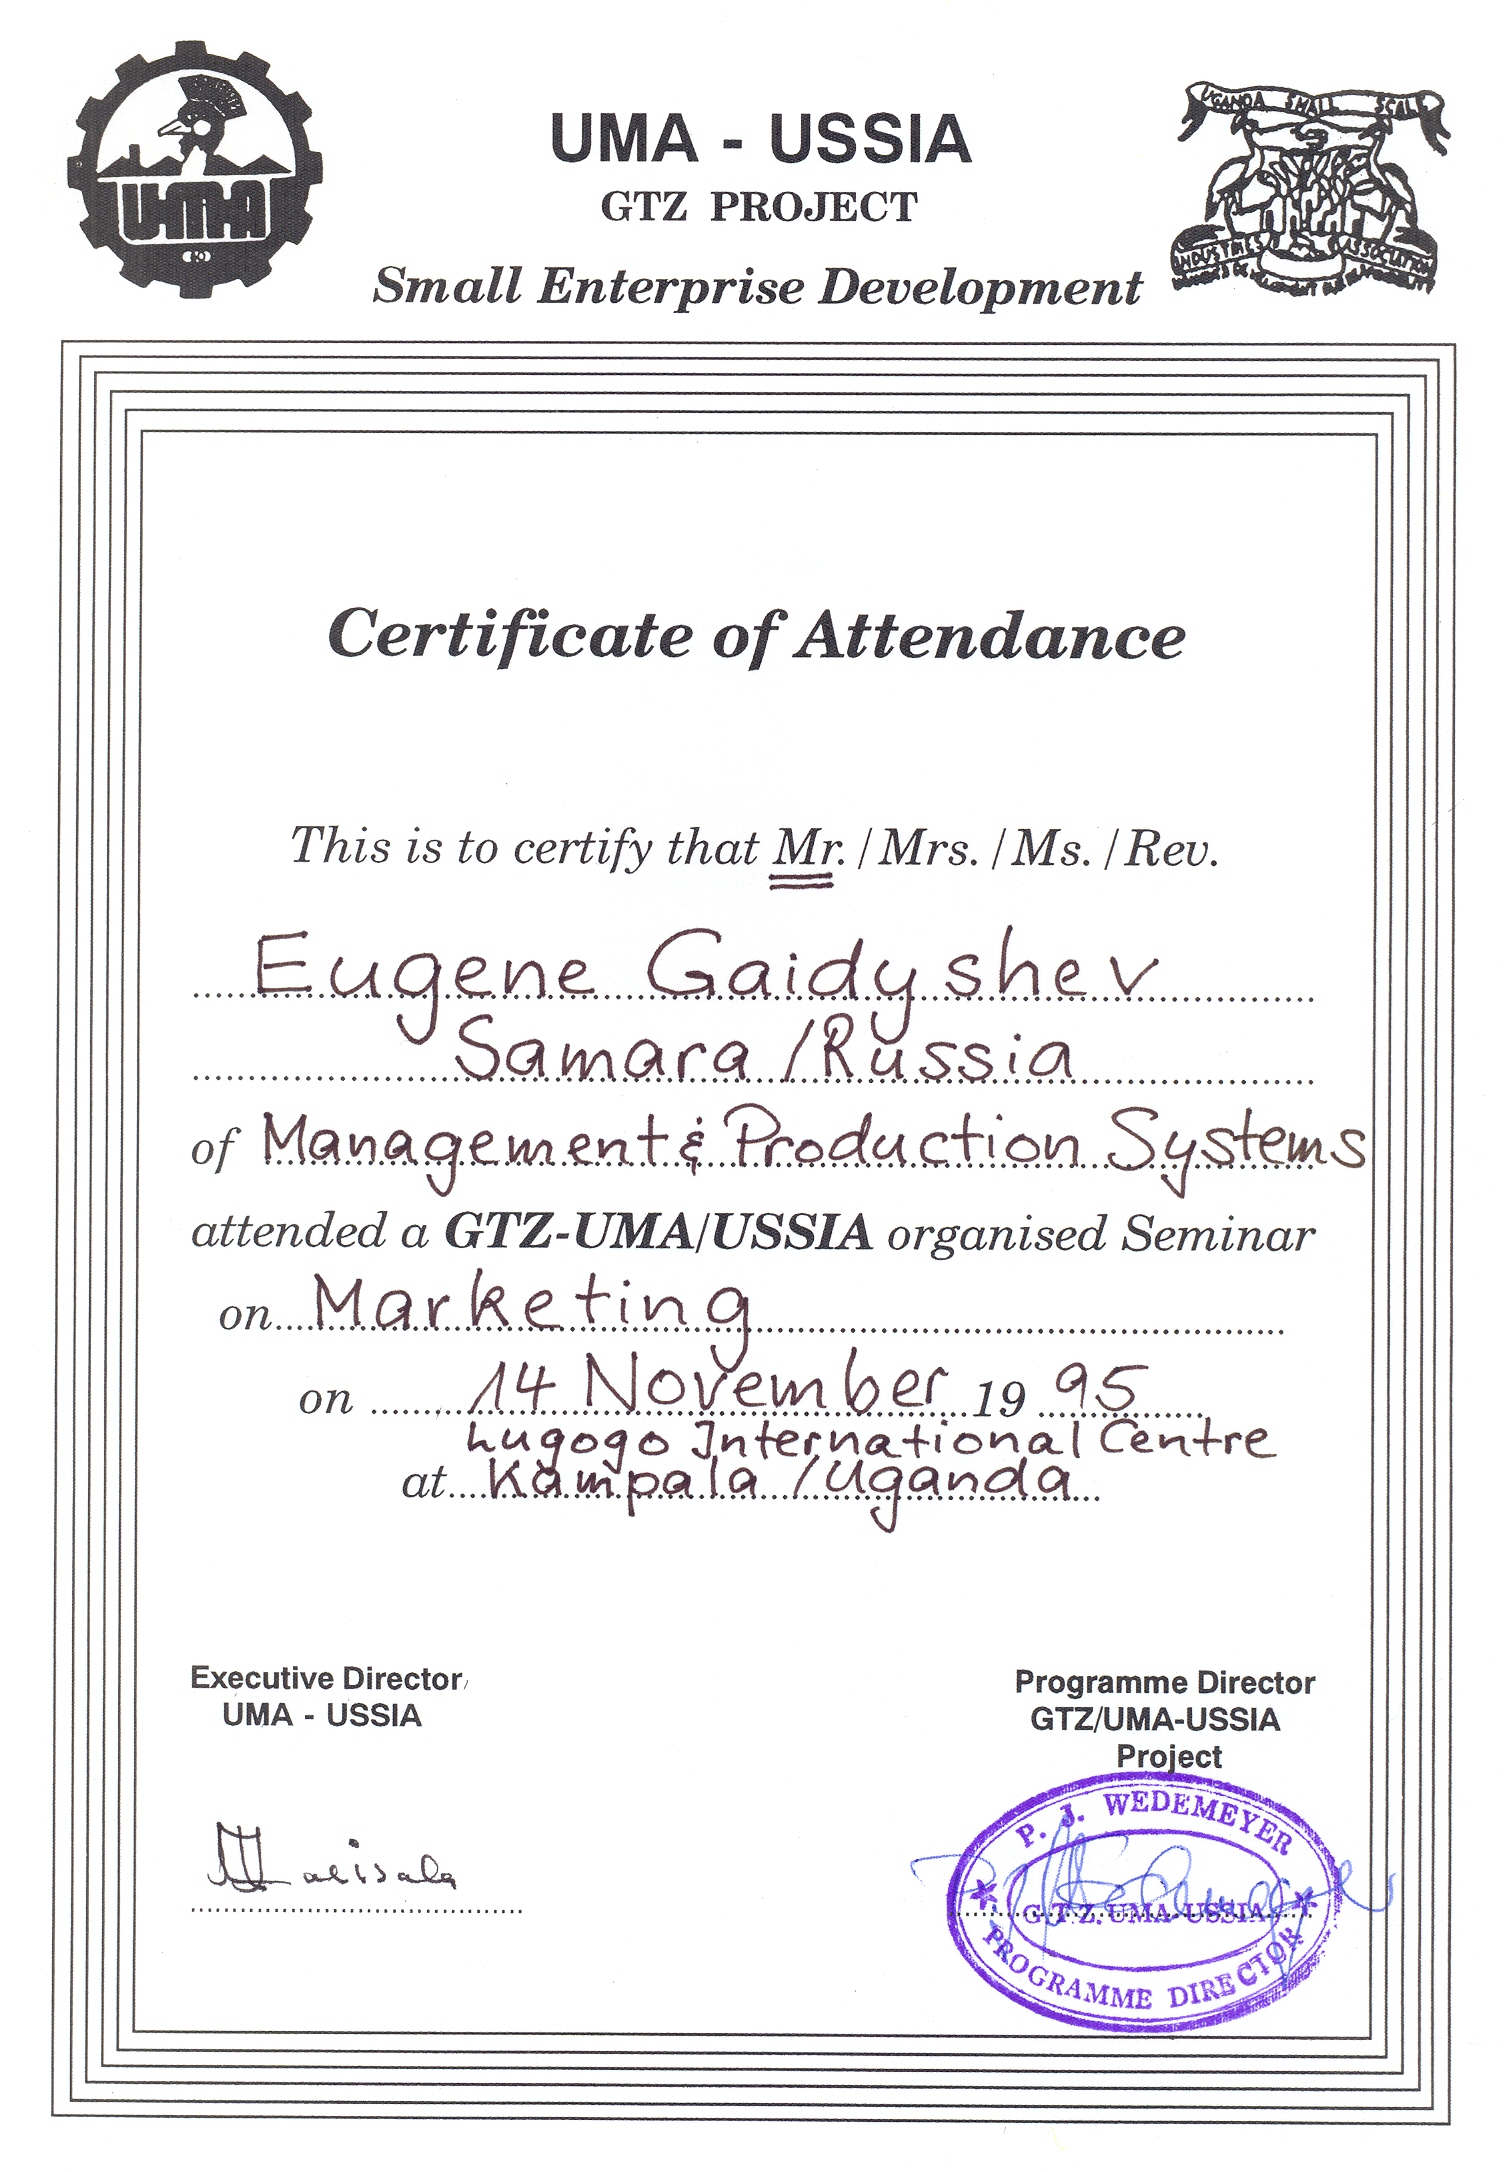 UMA
UMA - USSIA
GTZ PROJECT
Small Enterprise Development
UGANDA SMALL SCALE
INDUSTRIES ASSOCIATION
Certificate of Attendance
This is to certify that Mr. / Mrs. / Ms. / Rev.
Eugene Gaidyshev
Samara / Russia
of Management & Production Systems
attended a GTZ-UMA/USSIA organised Seminar
on Marketing
on 14 November 19 95
Lugogo International Centre
at Kampala / Uganda
Executive Director
UMA - USSIA
Programme Director
GTZ/UMA-USSIA
Project
P. J. WEDEMEYER
G.T.Z. UMA-USSIA
PROGRAMME DIRECTOR